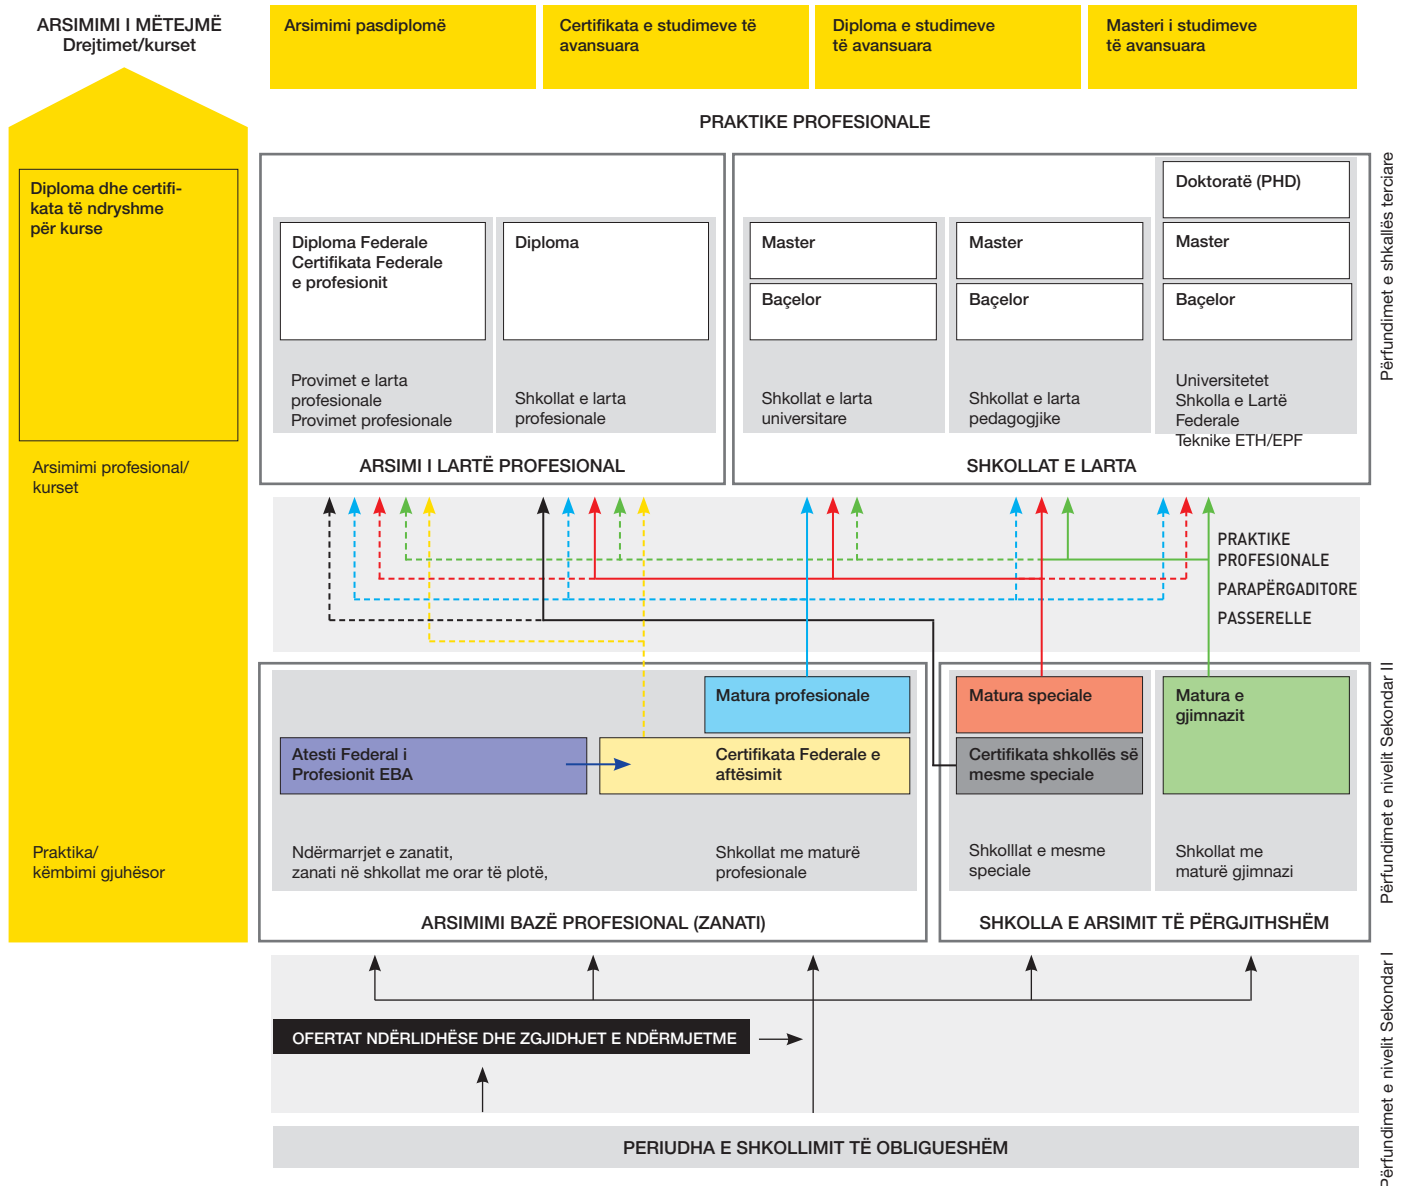 ARSIMIMI I MËTEJMË
Drejtimet/kurset
Arsimimi pasdiplomë
Certifikata e studimeve të
avansuara
Diploma e studimeve
të avansuara
Masteri i studimeve
të avansuara
PRAKTIKE PROFESIONALE
Diploma dhe certifi-
kata të ndryshme
për kurse
Arsimimi profesional/
kurset
Praktika/
këmbimi gjuhësor
Diploma Federale
Certifikata Federale
e profesionit
Diploma
Provimet e larta
profesionale
Provimet profesionale
Shkollat e larta
profesionale
ARSIMI I LARTË PROFESIONAL
Master
Baçelor
Shkollat e larta
universitare
Master
Baçelor
Shkollat e larta
pedagogjike
Doktoratë (PHD)
Master
Baçelor
Universitetet
Shkolla e Lartë
Federale
Teknike ETH/EPF
SHKOLLAT E LARTA
Përfundimet e shkallës terciare
PRAKTIKE
PROFESIONALE
PARAPËRGADITORE
PASSERELLE
Matura profesionale
Atesti Federal i
Profesionit EBA
Certifikata Federale e
aftësimit
Ndërmarrjet e zanatit,
zanati në shkollat me orar të plotë,
Shkollat me maturë
profesionale
ARSIMIMI BAZË PROFESIONAL (ZANATI)
Matura speciale
Certifikata shkollës së
mesme speciale
Shkolllat e mesme
speciale
Matura e
gjimnazit
Shkollat me
maturë gjimnazi
SHKOLLA E ARSIMIT TË PËRGJITHSHËM
Përfundimet e nivelit Sekondar II
OFERTAT NDËRLIDHËSE DHE ZGJIDHJET E NDËRMJETME
PERIUDHA E SHKOLLIMIT TË OBLIGUESHËM
Përfundimet e nivelit Sekondar I